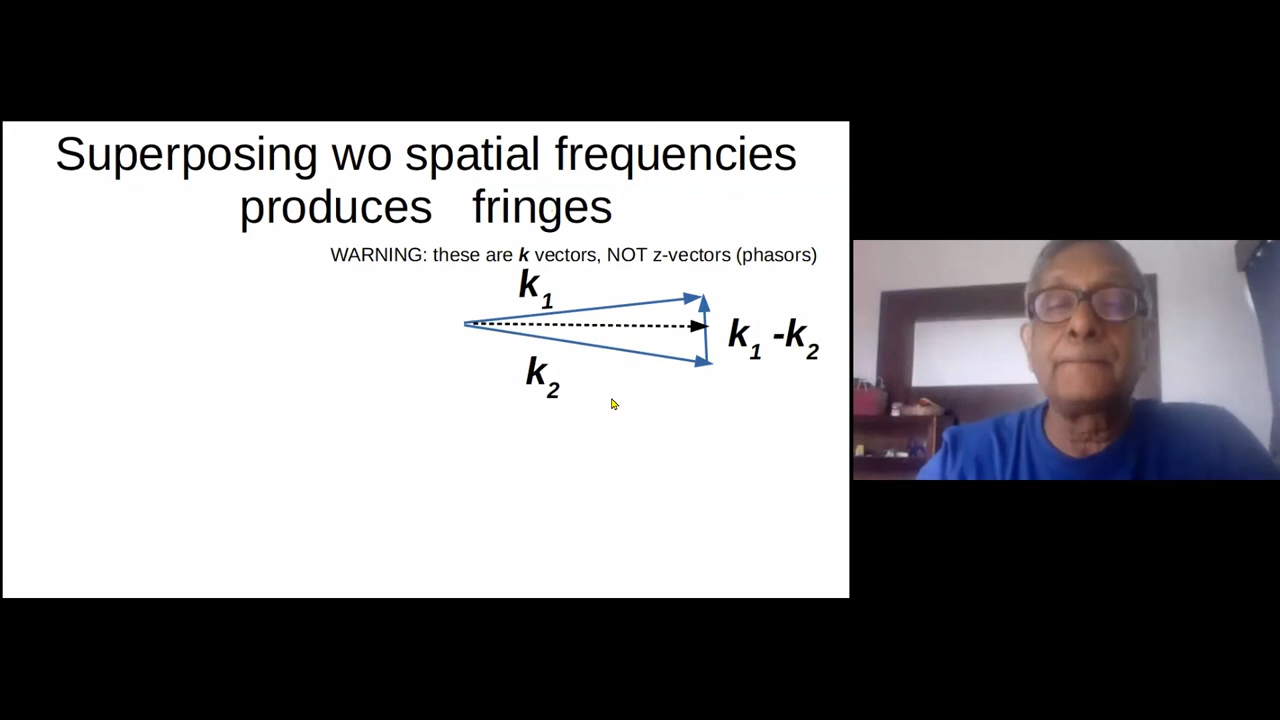 Superposing wo spatial frequencies
produces fringes
WARNING: these are k vectors, NOT z-vectors (phasors)
k1
k1 -k2
k2